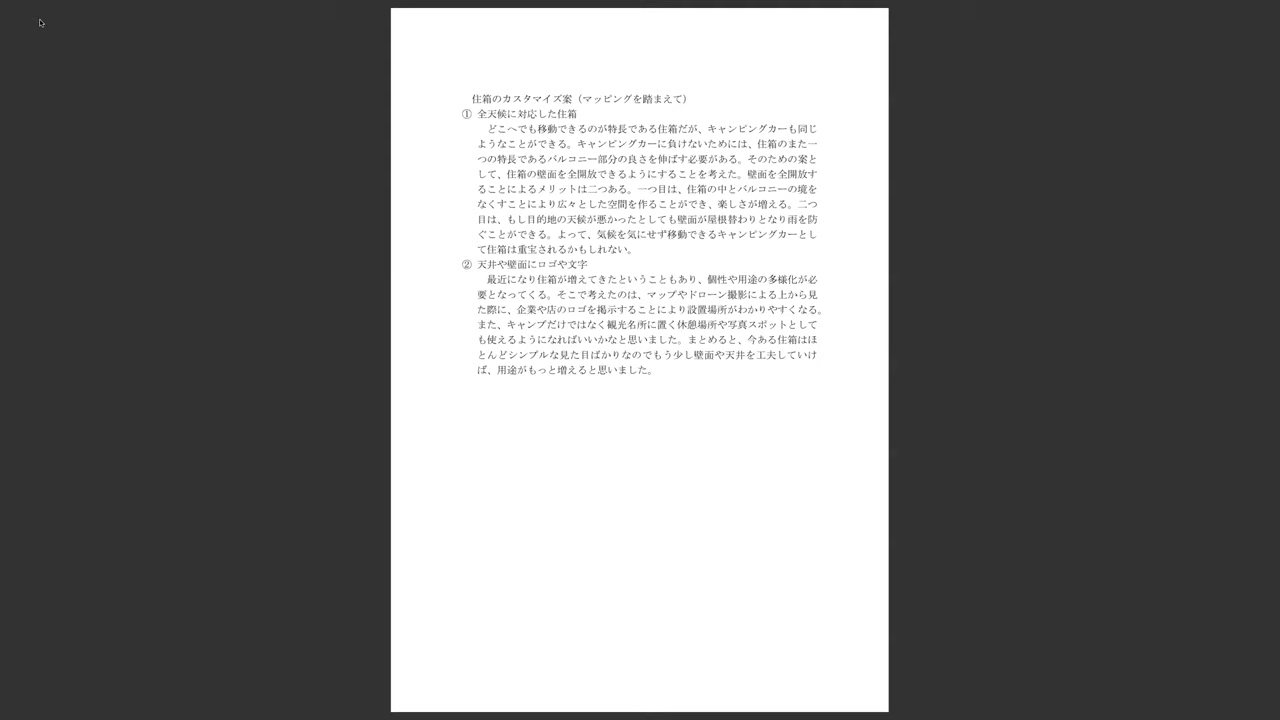 住箱のカスタマイズ案（マッピングを踏まえて）
① 全天候に対応した住箱
どこへでも移動できるのが特長である住箱だが、キャンピングカーも同じ
ようなことができる。キャンピングカーに負けないためには、住箱のまた一
つの特長であるバルコニー部分の良さを伸ばす必要がある。そのための案と
して、住箱の壁面を全開放できるようにすることを考えた。壁面を全開放す
ることによるメリットは二つある。一つ目は、住箱の中とバルコニーの境を
なくすことにより広々とした空間を作ることができ、楽しさが増える。二つ
目は、もし目的地の天候が悪かったとしても壁面が屋根替わりとなり雨を防
ぐことができる。よって、気候を気にせず移動できるキャンピングカーとし
て住箱は重宝されるかもしれない。
② 天井や壁面にロゴや文字
最近になり住箱が増えてきたということもあり、個性や用途の多様化が必
要となってくる。そこで考えたのは、マップやドローン撮影による上から見
た際に、企業や店のロゴを掲示することにより設置場所がわかりやすくなる。
また、キャンプだけではなく観光名所に置く休憩場所や写真スポットとして
も使えるようになればいいかなと思いました。まとめると、今ある住箱はほ
とんどシンプルな見た目ばかりなのでもう少し壁面や天井を工夫していけ
ば、用途がもっと増えると思いました。